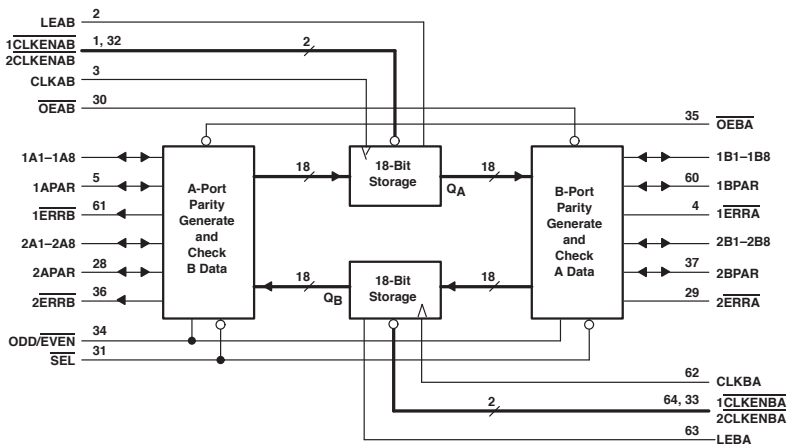 LEAB 2
1CLKENAB 1, 32 2
2CLKENAB
CLKAB 3
OEAB 30
35 OEBA
1A1–1A8
1APAR 5
1ERRB 61
2A1–2A8
2APAR 28
2ERRB 36
ODD/EVEN 34
SEL 31
A-Port
Parity
Generate
and
Check
B Data
18
18-Bit
Storage
QA
18
18
QB
18-Bit
Storage
18
B-Port
Parity
Generate
and
Check
A Data
1B1–1B8
60 1BPAR
4 1ERRA
2B1–2B8
37 2BPAR
29 2ERRA
62 CLKBA
2 64, 33 1CLKENBA
2CLKENBA
63 LEBA